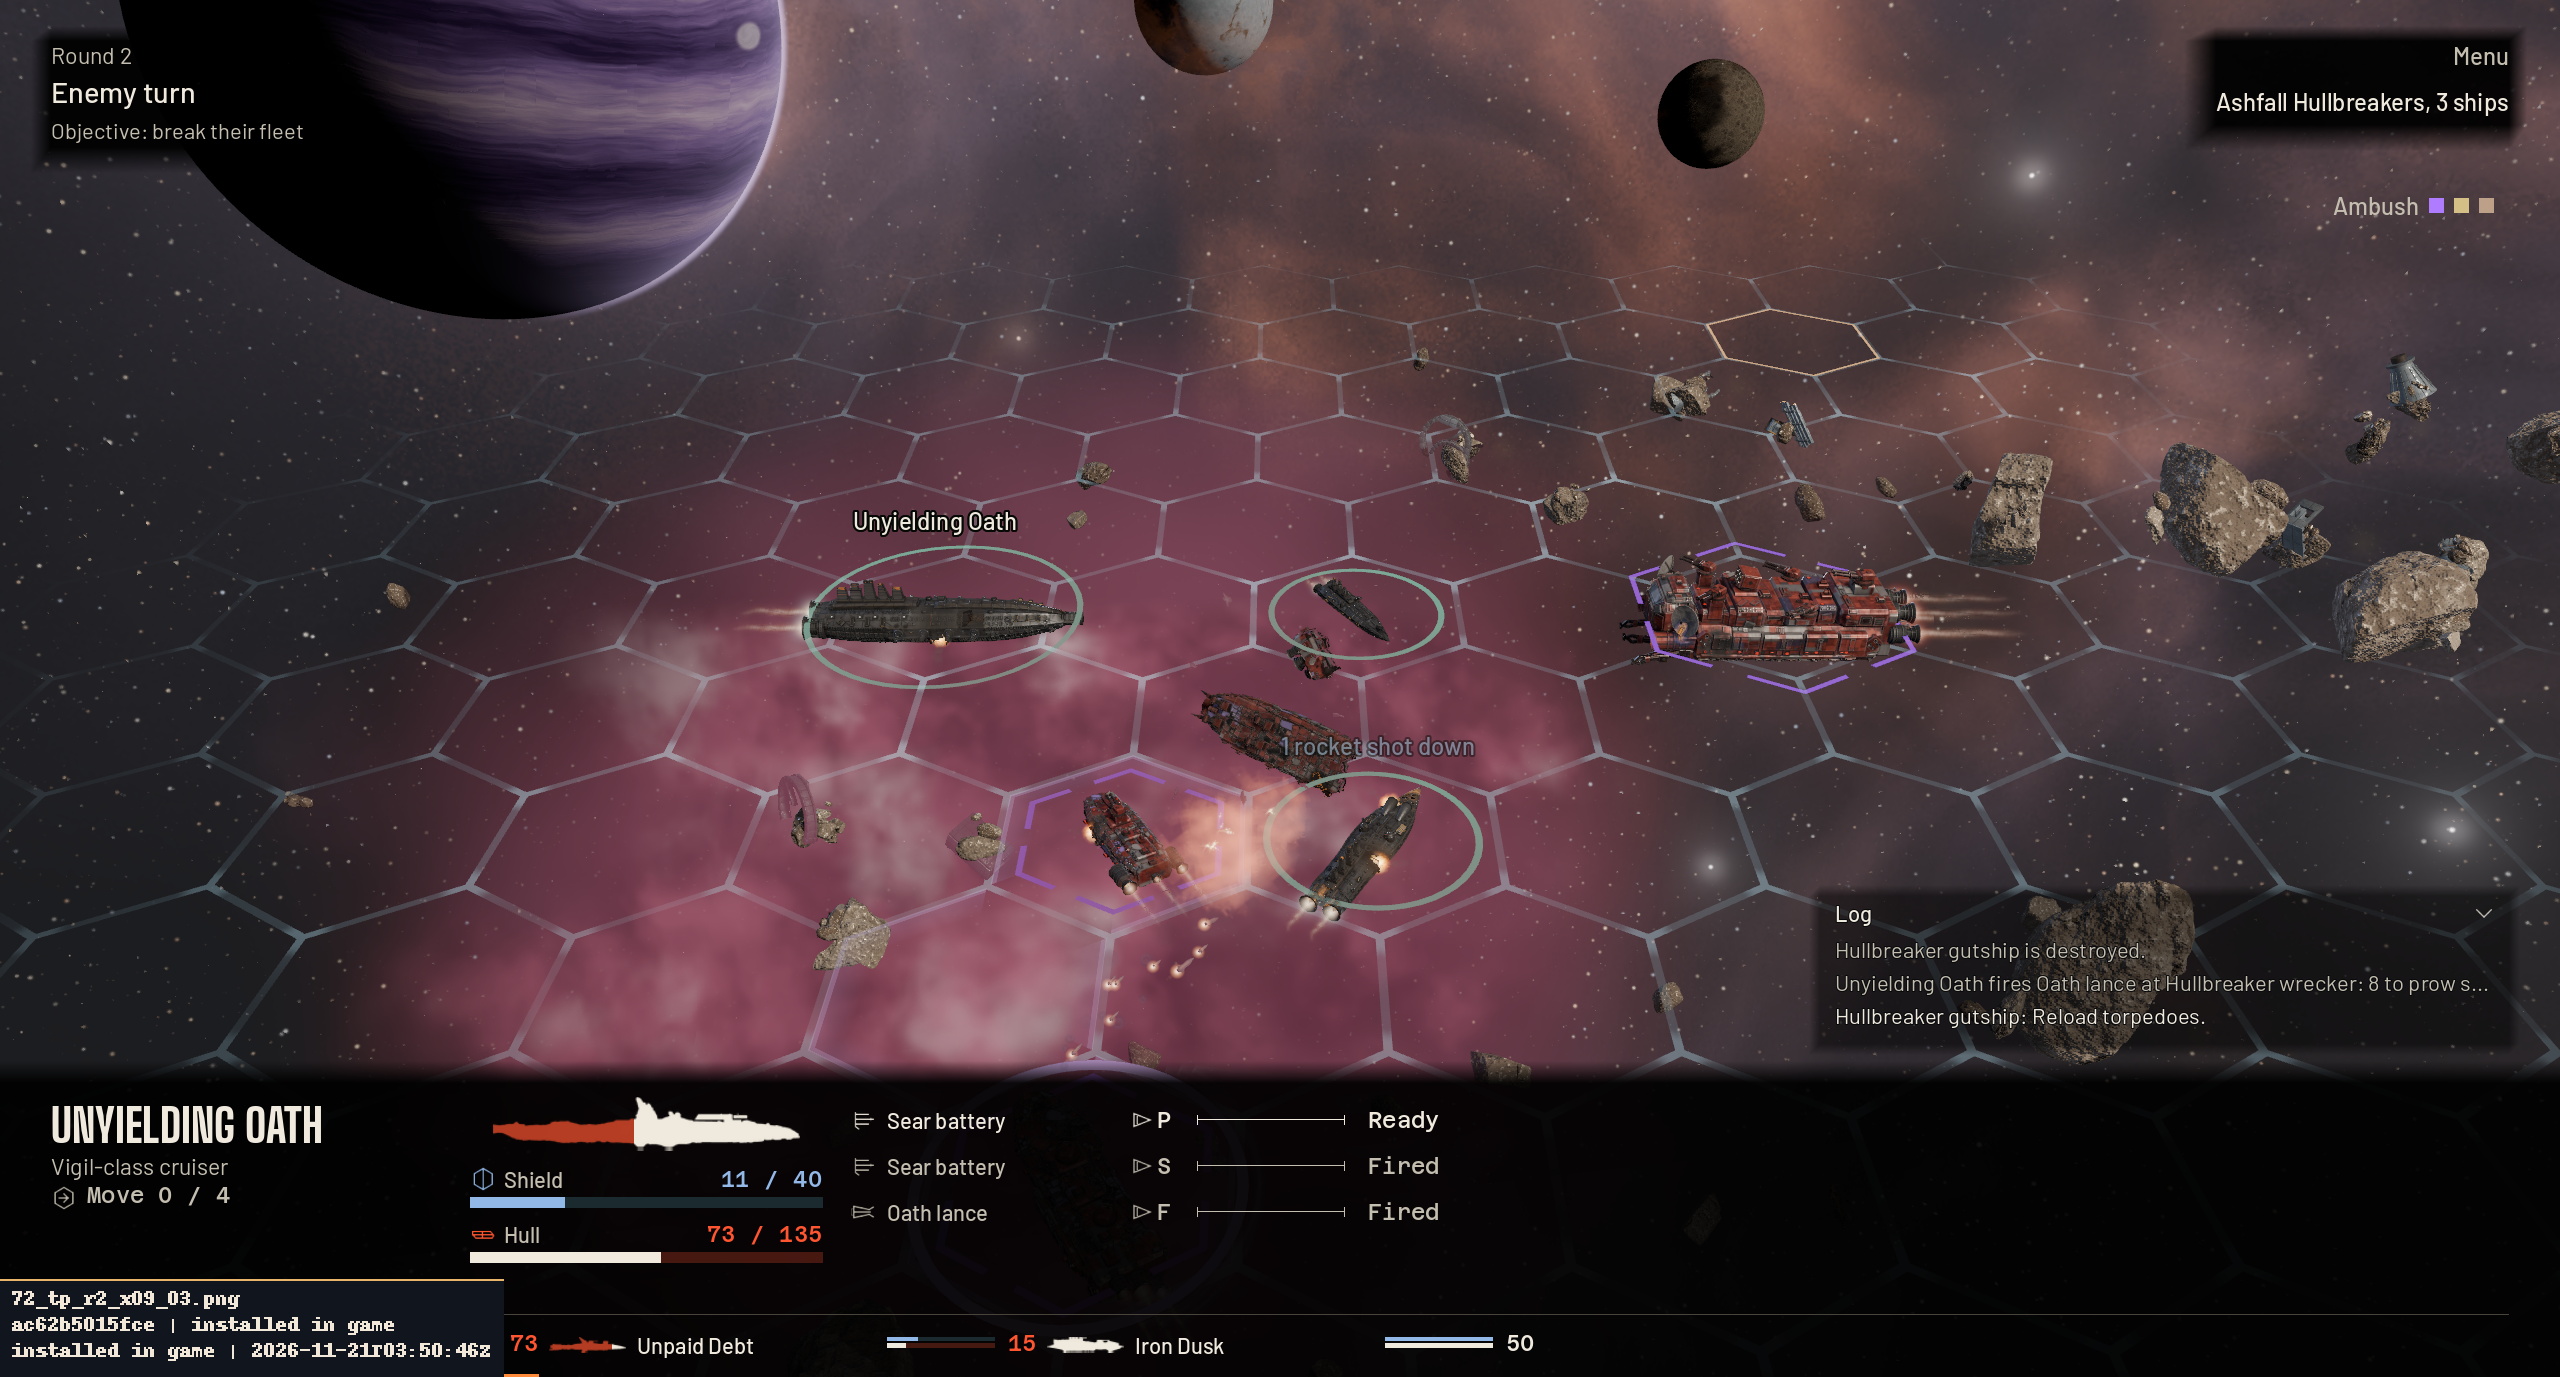 Round 2
Enemy turn
Objective: break their fleet
Menu
Ashfall Hullbreakers, 3 ships
Ambush
Unyielding Oath
1 rocket shot down
Log
Hullbreaker gutship is destroyed.
Unyielding Oath fires Oath lance at Hullbreaker wrecker: 8 to prow s...
Hullbreaker gutship: Reload torpedoes.
UNYIELDING OATH
Vigil-class cruiser
Move 0 / 4
Shield 11 / 40
Hull 73 / 135
Sear battery P Ready
Sear battery S Fired
Oath lance F Fired
72_tp_r2_x09_03.png
ac62b5015fce | installed in game
installed in game | 2026-11-21T03:50:46Z
73 Unpaid Debt 15 Iron Dusk 50